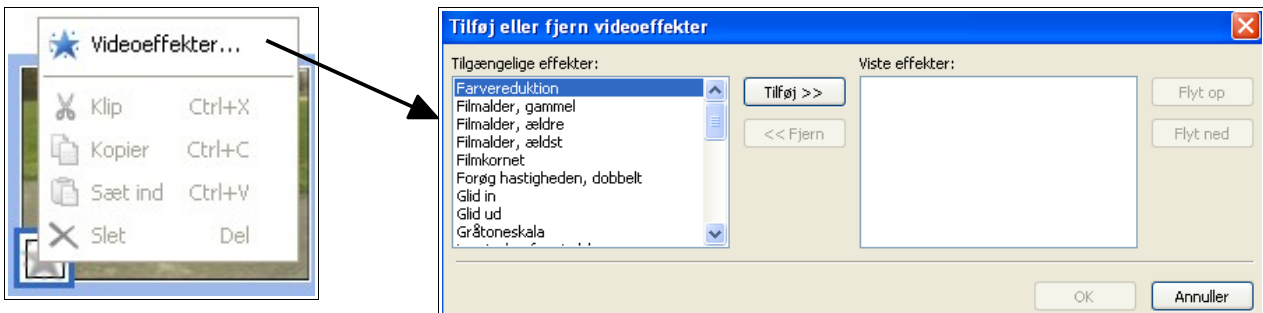 Videoeffekter...
Klip Ctrl+X
Kopier Ctrl+C
Sæt ind Ctrl+V
Slet Del
Tilføj eller fjern videoeffekter
Tilgængelige effekter:
Farvereduktion
Filmalder, gammel
Filmalder, ældre
Filmalder, ældst
Filmkornet
Forøg hastigheden, dobbelt
Glid in
Glid ud
Gråtoneskala
Tilføj >>
<< Fjern
Viste effekter:
Flyt op
Flyt ned
OK
Annuller